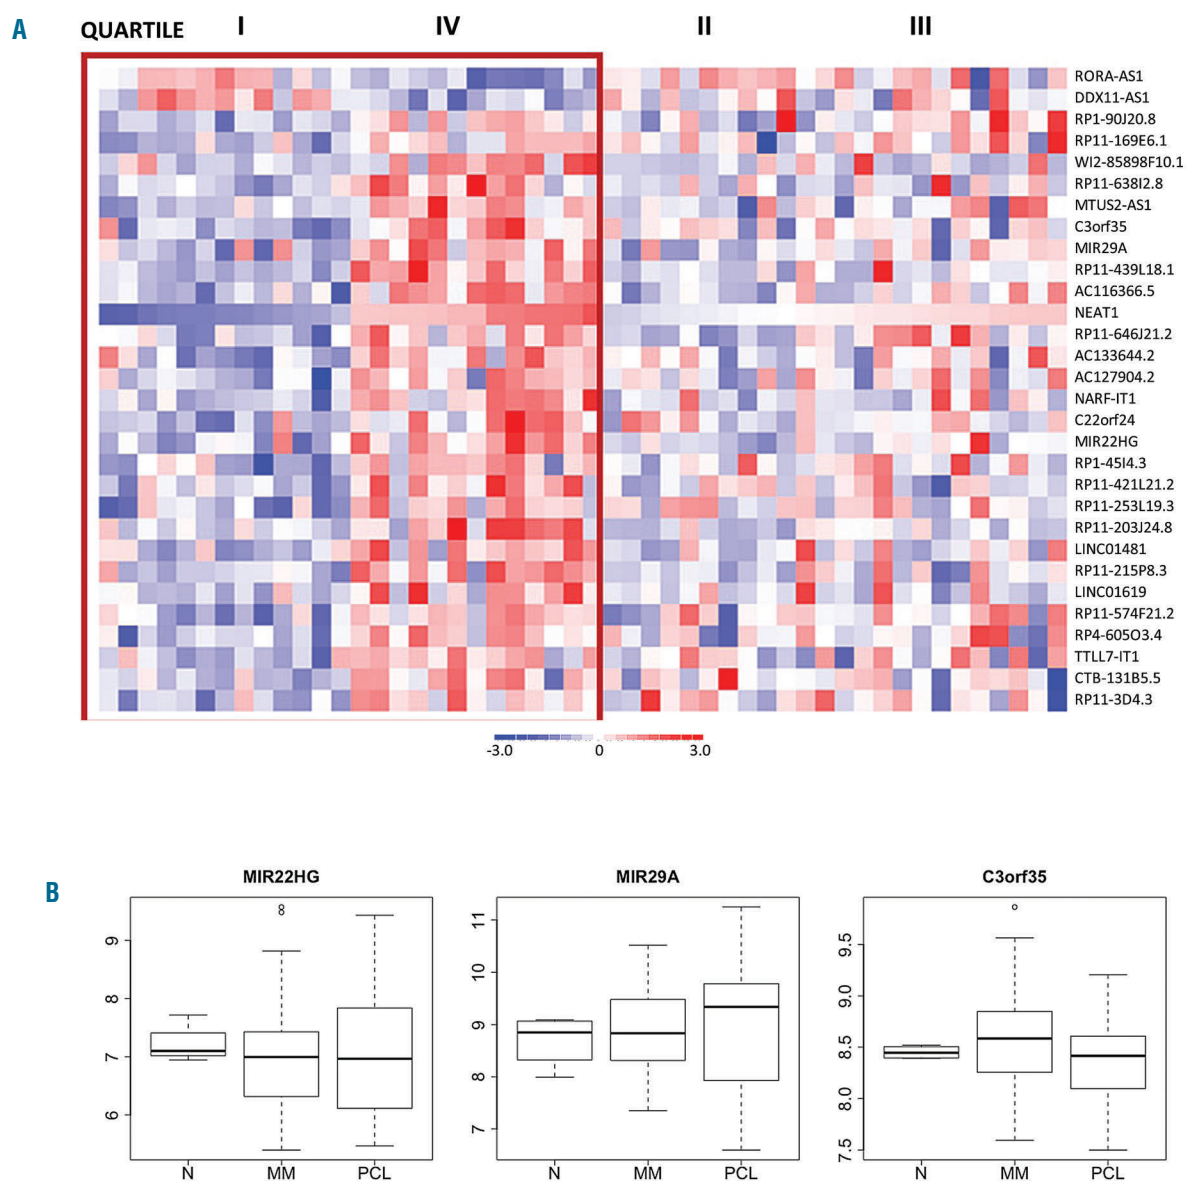 A
QUARTILE I IV II III
RORA-AS1
DDX11-AS1
RP1-90J20.8
RP11-169E6.1
WI2-85898F10.1
RP11-638I2.8
MTUS2-AS1
C3orf35
MIR29A
RP11-439L18.1
AC116366.5
NEAT1
RP11-646J21.2
AC133644.2
AC127904.2
NARF-IT1
C22orf24
MIR22HG
RP1-45I4.3
RP11-421L21.2
RP11-253L19.3
RP11-203J24.8
LINC01481
RP11-215P8.3
LINC01619
RP11-574F21.2
RP4-605O3.4
TTLL7-IT1
CTB-131B5.5
RP11-3D4.3
-3.0 0 3.0
B
MIR22HG
9
8
7
6
N MM PCL
MIR29A
11
10
9
8
7
N MM PCL
C3orf35
9.5
9.0
8.5
8.0
7.5
N MM PCL